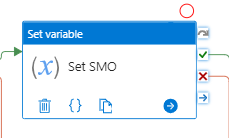 Set variable
(x) Set SMO
{}